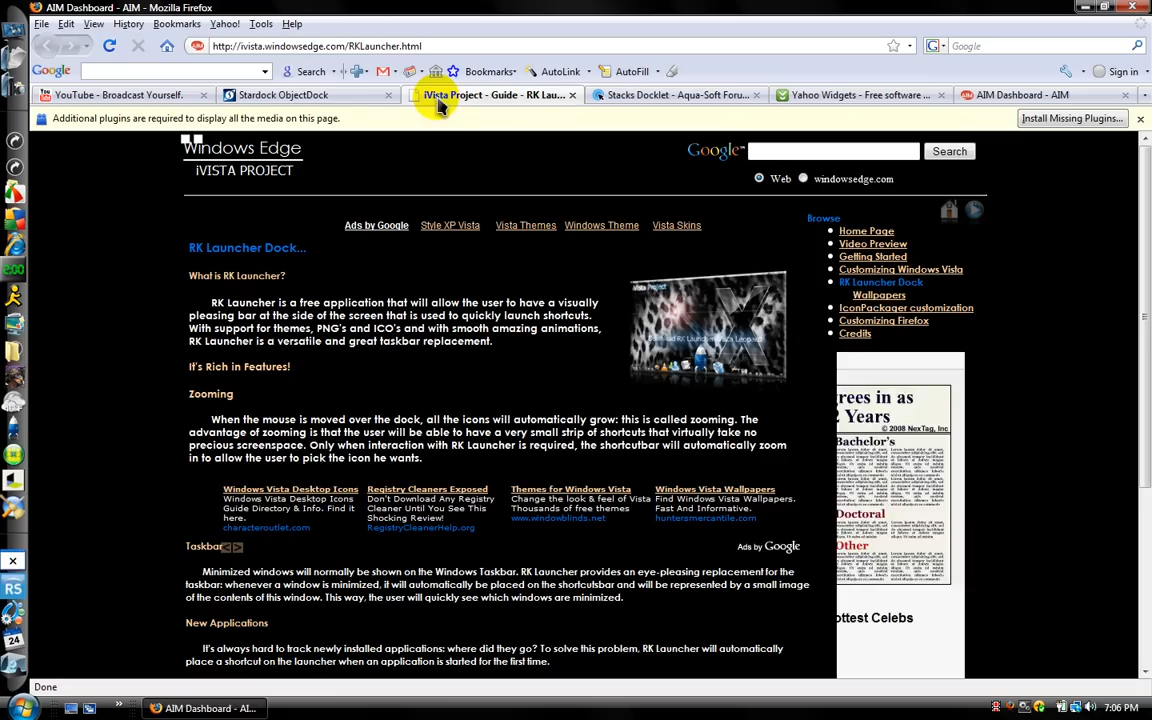 AIM Dashboard - AIM - Mozilla Firefox
File Edit View History Bookmarks Yahoo! Tools Help
http://ivista.windowsedge.com/RKLauncher.html
Google
Google Search Bookmarks AutoLink AutoFill Sign in
YouTube - Broadcast Yourself. Stardock ObjectDock iVista Project - Guide - RK Lau... Stacks Docklet - Aqua-Soft Foru... Yahoo Widgets - Free software ... AIM Dashboard - AIM
Additional plugins are required to display all the media on this page. Install Missing Plugins...
Windows Edge
iVISTA PROJECT
Google Search
Web windowsedge.com
Ads by Google Style XP Vista Vista Themes Windows Theme Vista Skins
Browse
Home Page
Video Preview
Getting Started
Customizing Windows Vista
RK Launcher Dock
Wallpapers
IconPackager customization
Customizing Firefox
Credits
RK Launcher Dock...
What is RK Launcher?
RK Launcher is a free application that will allow the user to have a visually
pleasing bar at the side of the screen that is used to quickly launch shortcuts.
With support for themes, PNG's and ICO's and with smooth amazing animations,
RK Launcher is a versatile and great taskbar replacement.
It's Rich in Features!
Zooming
When the mouse is moved over the dock, all the icons will automatically grow: this is called zooming. The
advantage of zooming is that the user will be able to have a very small strip of shortcuts that virtually take no
precious screenspace. Only when interaction with RK Launcher is required, the shortcutbar will automatically zoom
in to allow the user to pick the icon he wants.
grees in as
2 Years
© 2008 NexTag, Inc
Bachelor's
Doctoral
Other
ottest Celebs
Windows Vista Desktop Icons
Windows Vista Desktop Icons
Guide Directory & Info. Find it
here.
characteroutlet.com
Registry Cleaners Exposed
Don't Download Any Registry
Cleaner Until You See This
Shocking Review!
RegistryCleanerHelp.org
Themes for Windows Vista
Change the look & feel of Vista
Thousands of free themes
www.windowblinds.net
Windows Vista Wallpapers
Find Windows Vista Wallpapers.
Fast And Informative.
huntersmercantile.com
Ads by Google
Taskbar
Minimized windows will normally be shown on the Windows Taskbar. RK Launcher provides an eye-pleasing replacement for the
taskbar: whenever a window is minimized, it will automatically be placed on the shortcutsbar and will be represented by a small image
of the contents of this window. This way, the user will quickly see which windows are minimized.
New Applications
It's always hard to track newly installed applications: where did they go? To solve this problem, RK Launcher will automatically
place a shortcut on the launcher when an application is started for the first time.
2:00
RS
24
Done
AIM Dashboard - AI...
7:06 PM